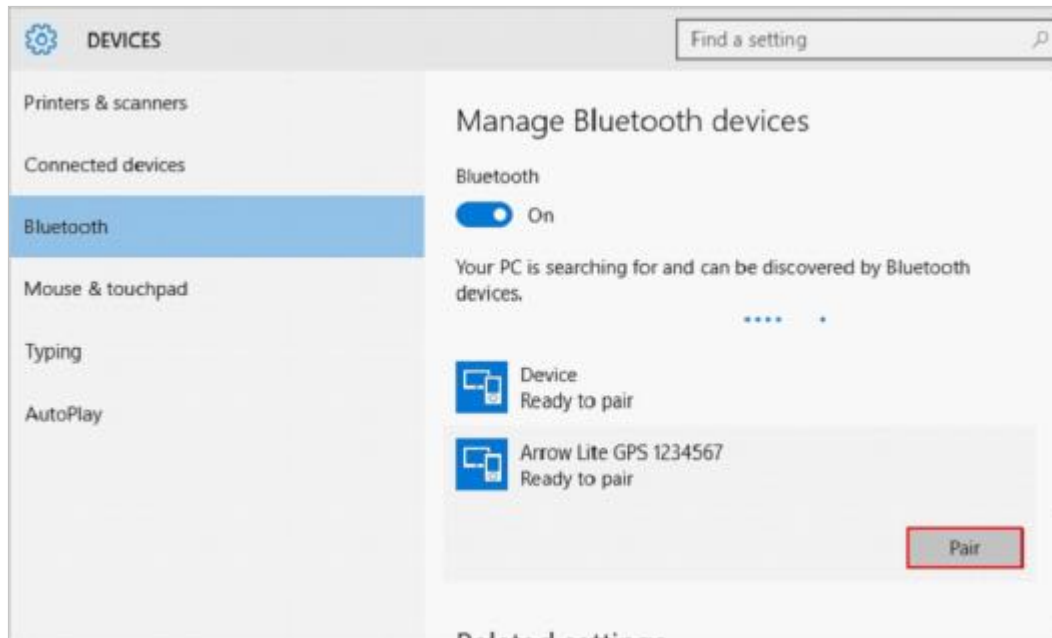 DEVICES
Find a setting
Printers & scanners
Connected devices
Bluetooth
Mouse & touchpad
Typing
AutoPlay
Manage Bluetooth devices
Bluetooth
On
Your PC is searching for and can be discovered by Bluetooth
devices.
Device
Ready to pair
Arrow Lite GPS 1234567
Ready to pair
Pair
Related settings